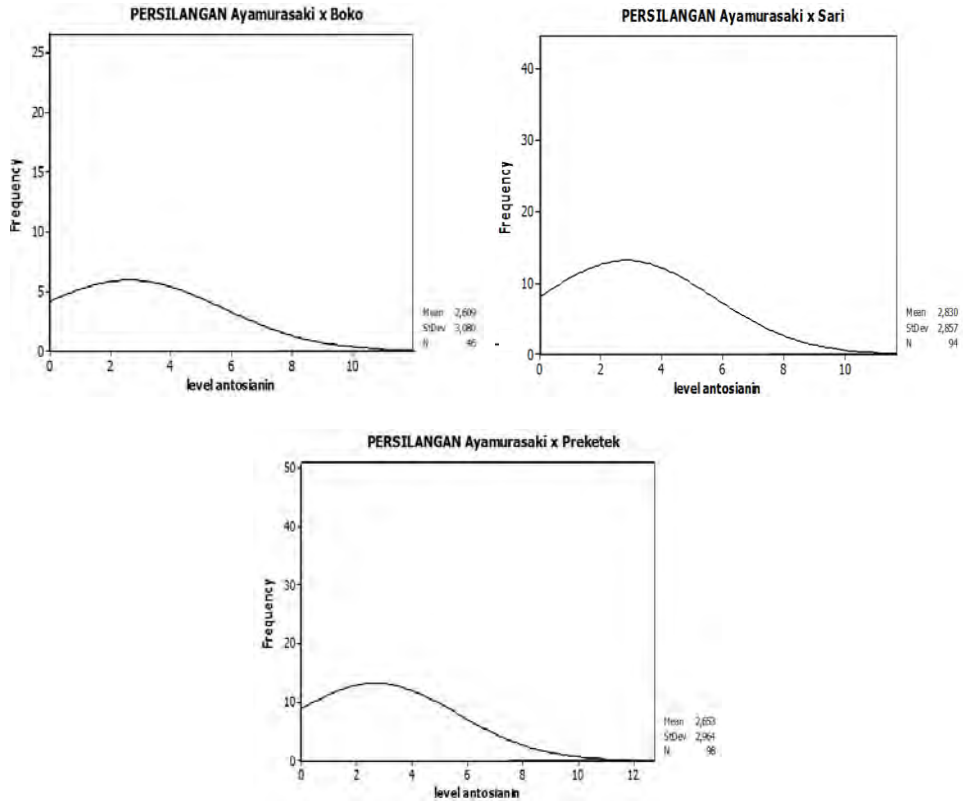 PERSILANGAN Ayamurasaki x Boko
25
20
15
10
5
0
Frequency
0 2 4 6 8 10
level antosianin
Mean 2,609
StDev 3,080
N 46
PERSILANGAN Ayamurasaki x Sari
40
30
20
10
0
Frequency
0 2 4 6 8 10
level antosianin
Mean 2,830
StDev 2,857
N 94
PERSILANGAN Ayamurasaki x Preketek
50
40
30
20
10
0
Frequency
0 2 4 6 8 10 12
level antosianin
Mean 2,653
StDev 2,964
N 98